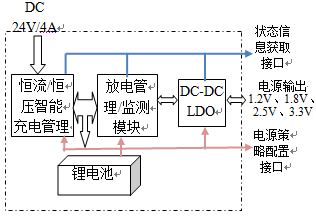 DC
24V/4A
恒流/恒
压智能
充电管理
放电管
理/监测
模块
DC-DC
LDO
锂电池
状态信
息获取
接口
电源输出
1.2V、1.8V、
2.5V、3.3V
电源策
略配置
接口